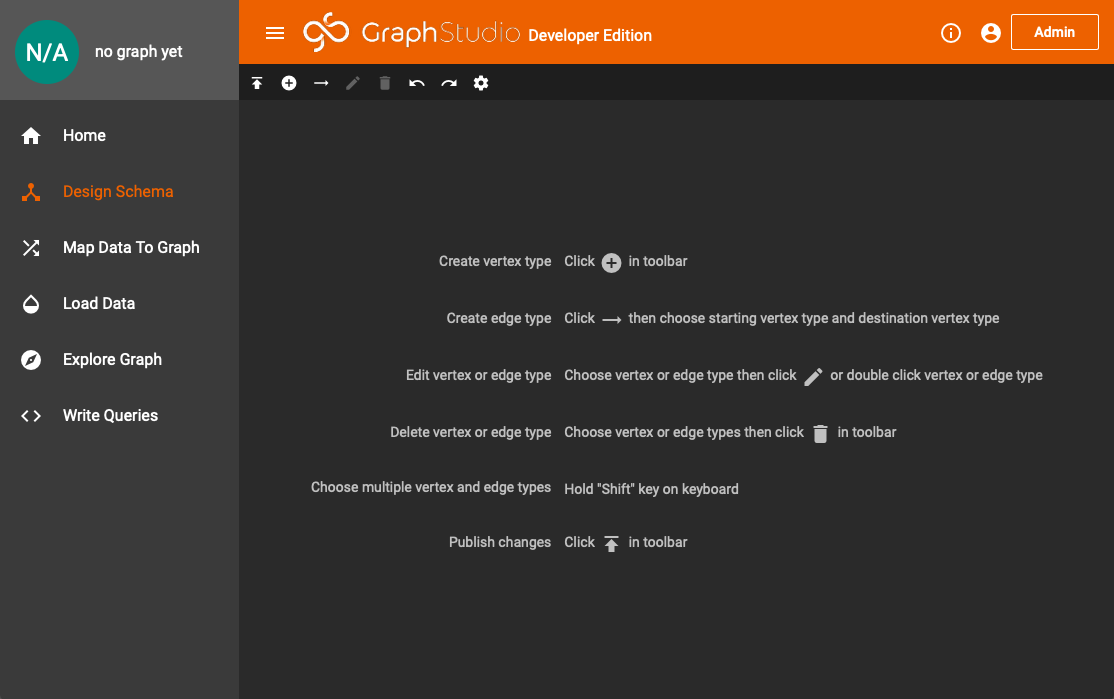 N/A no graph yet
GraphStudio Developer Edition
Admin
Home
Design Schema
Map Data To Graph
Load Data
Explore Graph
Write Queries
Create vertex type Click in toolbar
Create edge type Click then choose starting vertex type and destination vertex type
Edit vertex or edge type Choose vertex or edge type then click or double click vertex or edge type
Delete vertex or edge type Choose vertex or edge types then click in toolbar
Choose multiple vertex and edge types Hold "Shift" key on keyboard
Publish changes Click in toolbar